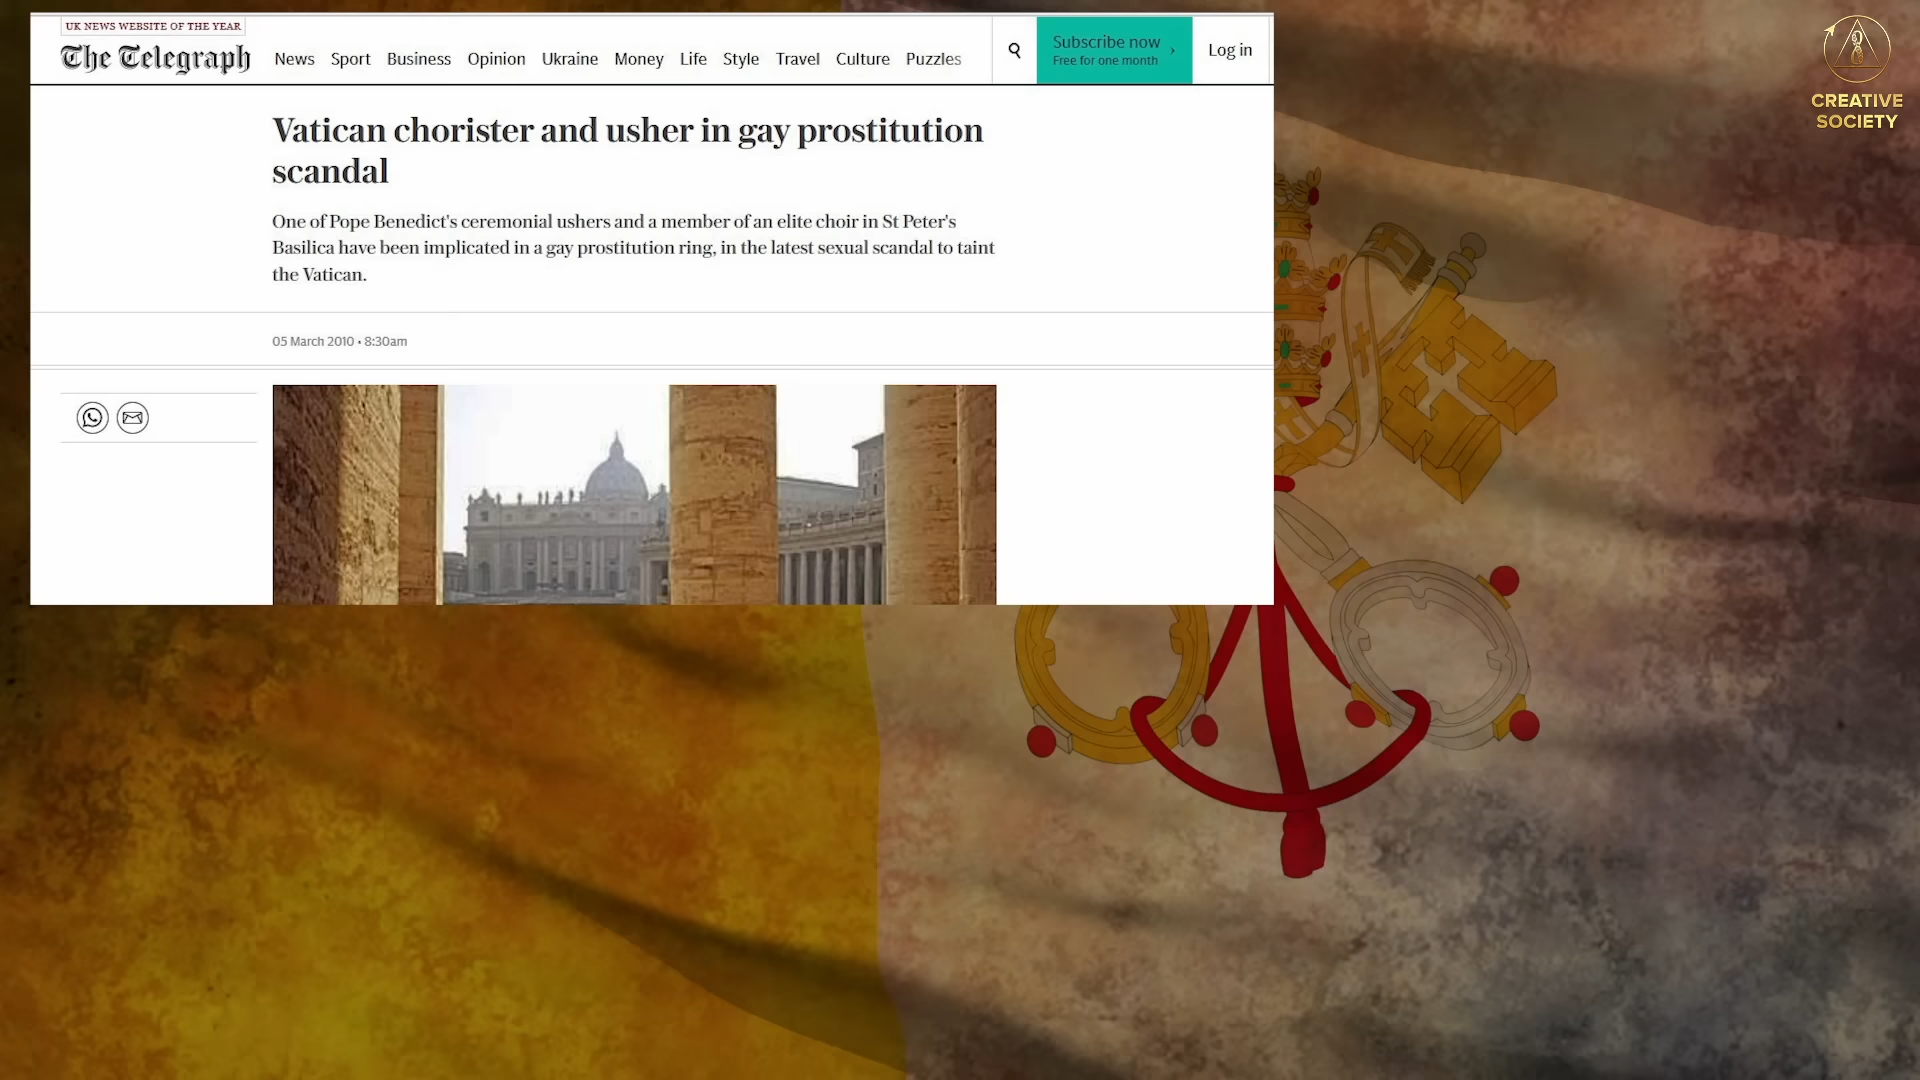 UK NEWS WEBSITE OF THE YEAR
The Telegraph
News Sport Business Opinion Ukraine Money Life Style Travel Culture Puzzles
Subscribe now
Free for one month
Log in
CREATIVE
SOCIETY
Vatican chorister and usher in gay prostitution
scandal
One of Pope Benedict's ceremonial ushers and a member of an elite choir in St Peter's
Basilica have been implicated in a gay prostitution ring, in the latest sexual scandal to taint
the Vatican.
05 March 2010 • 8:30am